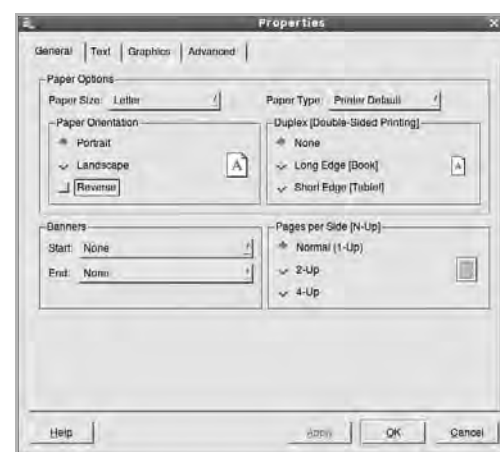 Properties
General Text Graphics Advanced
Paper Options
Paper Size: Letter
Paper Type: Printer Default
Paper Orientation
Portrait
Landscape
Reverse
A
Duplex [Double-Sided Printing]
None
Long Edge [Book]
Short Edge [Tablet]
A
Banners
Start: None
End: None
Pages per Side [N-Up]
Normal (1-Up)
2-Up
4-Up
Help Apply OK Cancel